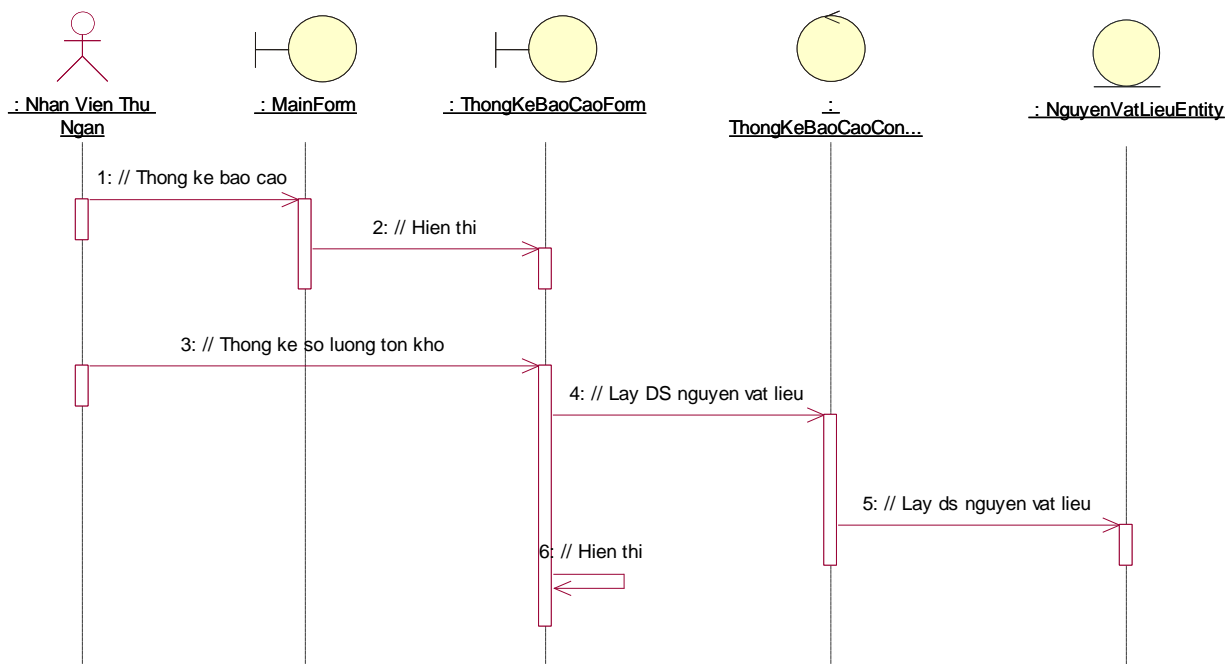 : Nhan Vien Thu
Ngan
: MainForm
: ThongKeBaoCaoForm
:
ThongKeBaoCaoCon...
: NguyenVatLieuEntity
1: // Thong ke bao cao
2: // Hien thi
3: // Thong ke so luong ton kho
4: // Lay DS nguyen vat lieu
5: // Lay ds nguyen vat lieu
6: // Hien thi